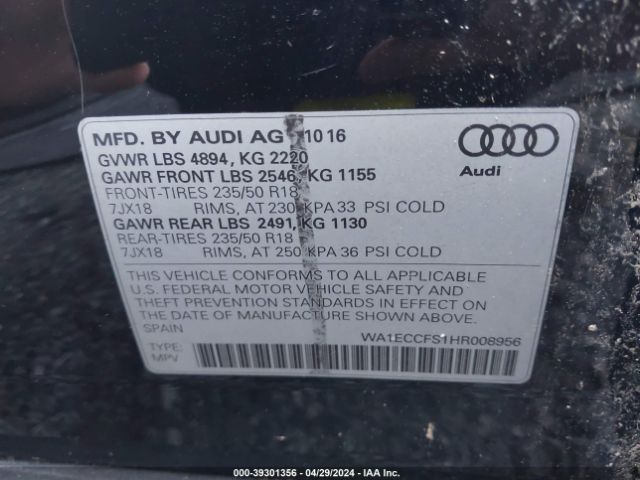 MFD. BY AUDI AG 1016
GVWR LBS 4894, KG 2220
GAWR FRONT LBS 2546, KG 1155
FRONT-TIRES 235/50 R18
7JX18 RIMS, AT 230 KPA 33 PSI COLD
GAWR REAR LBS 2491, KG 1130
REAR-TIRES 235/50 R18
7JX18 RIMS, AT 250 KPA 36 PSI COLD
Audi
THIS VEHICLE CONFORMS TO ALL APPLICABLE
U.S. FEDERAL MOTOR VEHICLE SAFETY AND
THEFT PREVENTION STANDARDS IN EFFECT ON
THE DATE OF MANUFACTURE SHOWN ABOVE.
SPAIN
WA1ECCFS1HR008956
TYPE:
MPV
000-39301356 - 04/29/2024 - IAA Inc.